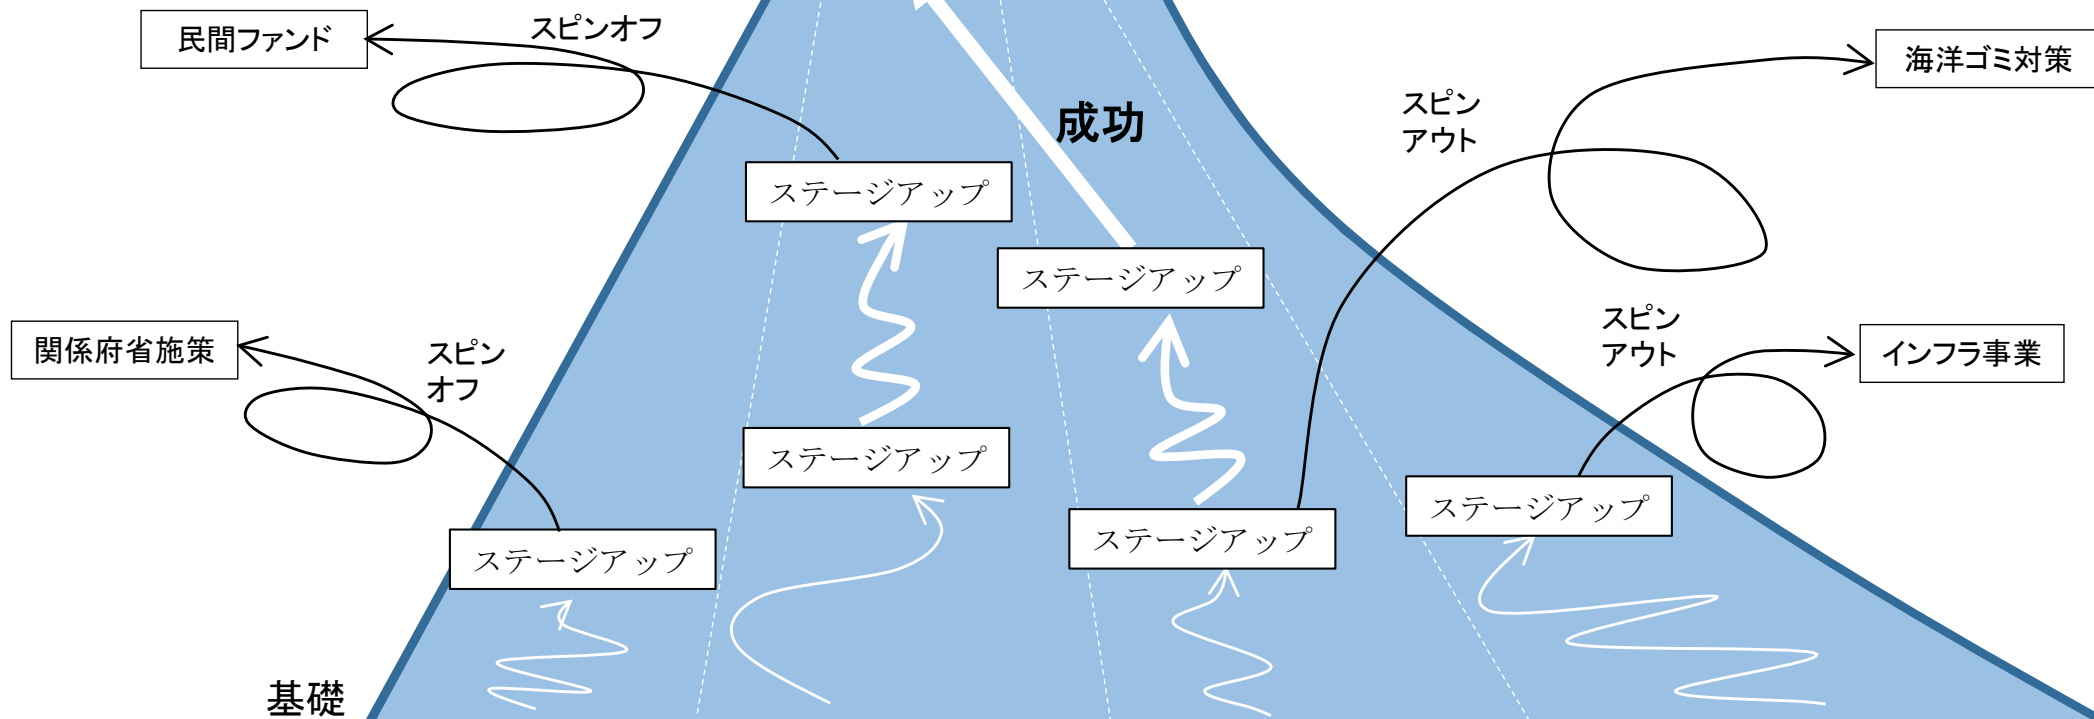 民間ファンド
スピンオフ
海洋ゴミ対策
スピン
アウト
成功
ステージアップ
ステージアップ
関係府省施策
スピン
オフ
スピン
アウト
インフラ事業
ステージアップ
ステージアップ
ステージアップ
ステージアップ
基礎